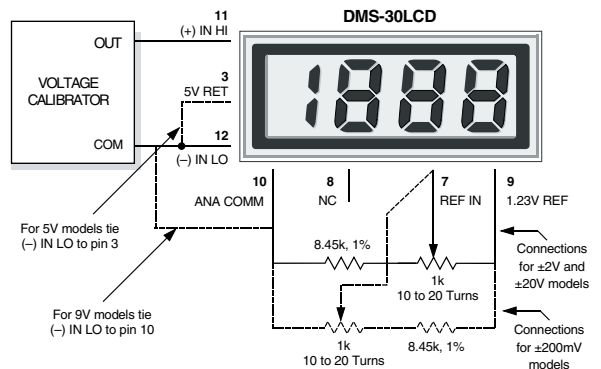 DMS-30LCD
11
(+) IN HI
OUT
VOLTAGE
CALIBRATOR
3
5V RET
COM
12
(–) IN LO
1888
10
ANA COMM
8
NC
7
REF IN
9
1.23V REF
For 5V models tie
(–) IN LO to pin 3
8.45k, 1%
1k
10 to 20 Turns
Connections
for ±2V and
±20V models
For 9V models tie
(–) IN LO to pin 10
1k
10 to 20 Turns
8.45k, 1%
Connections
for ±200mV
models